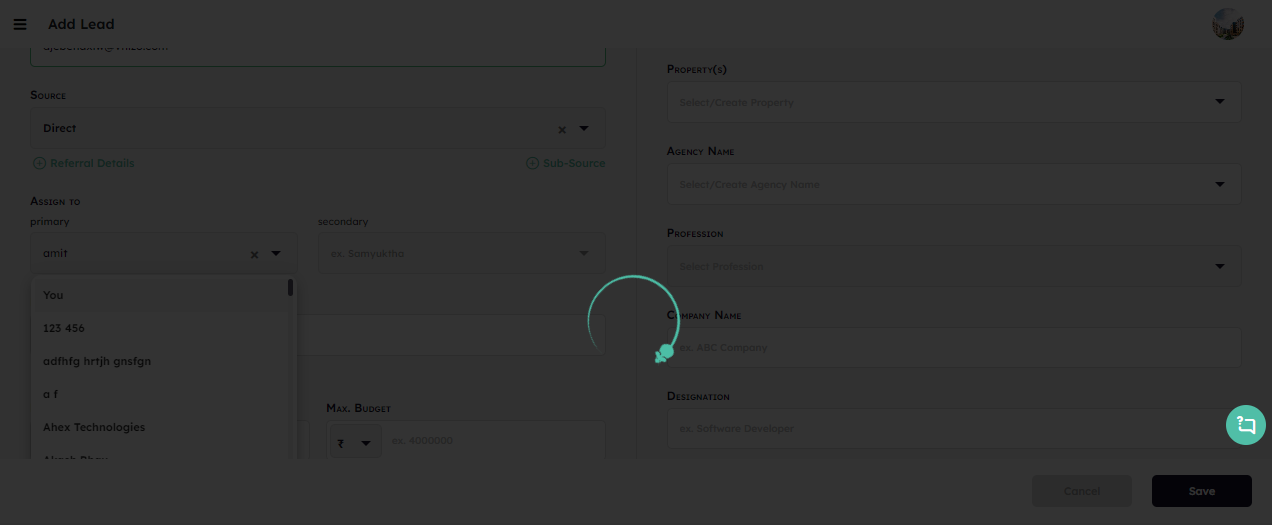 Add Lead
Source
Direct
Referral Details
Sub-Source
Assign to
primary
secondary
amit
ex. Samyuktha
You
123 456
adfhfg hrtjh gnsfgn
a f
Ahex Technologies
Max. Budget
₹
ex. 4000000
Property(s)
Select/Create Property
Agency Name
Select/Create Agency Name
Profession
Select Profession
Company Name
ex. ABC Company
Designation
ex. Software Developer
Cancel
Save